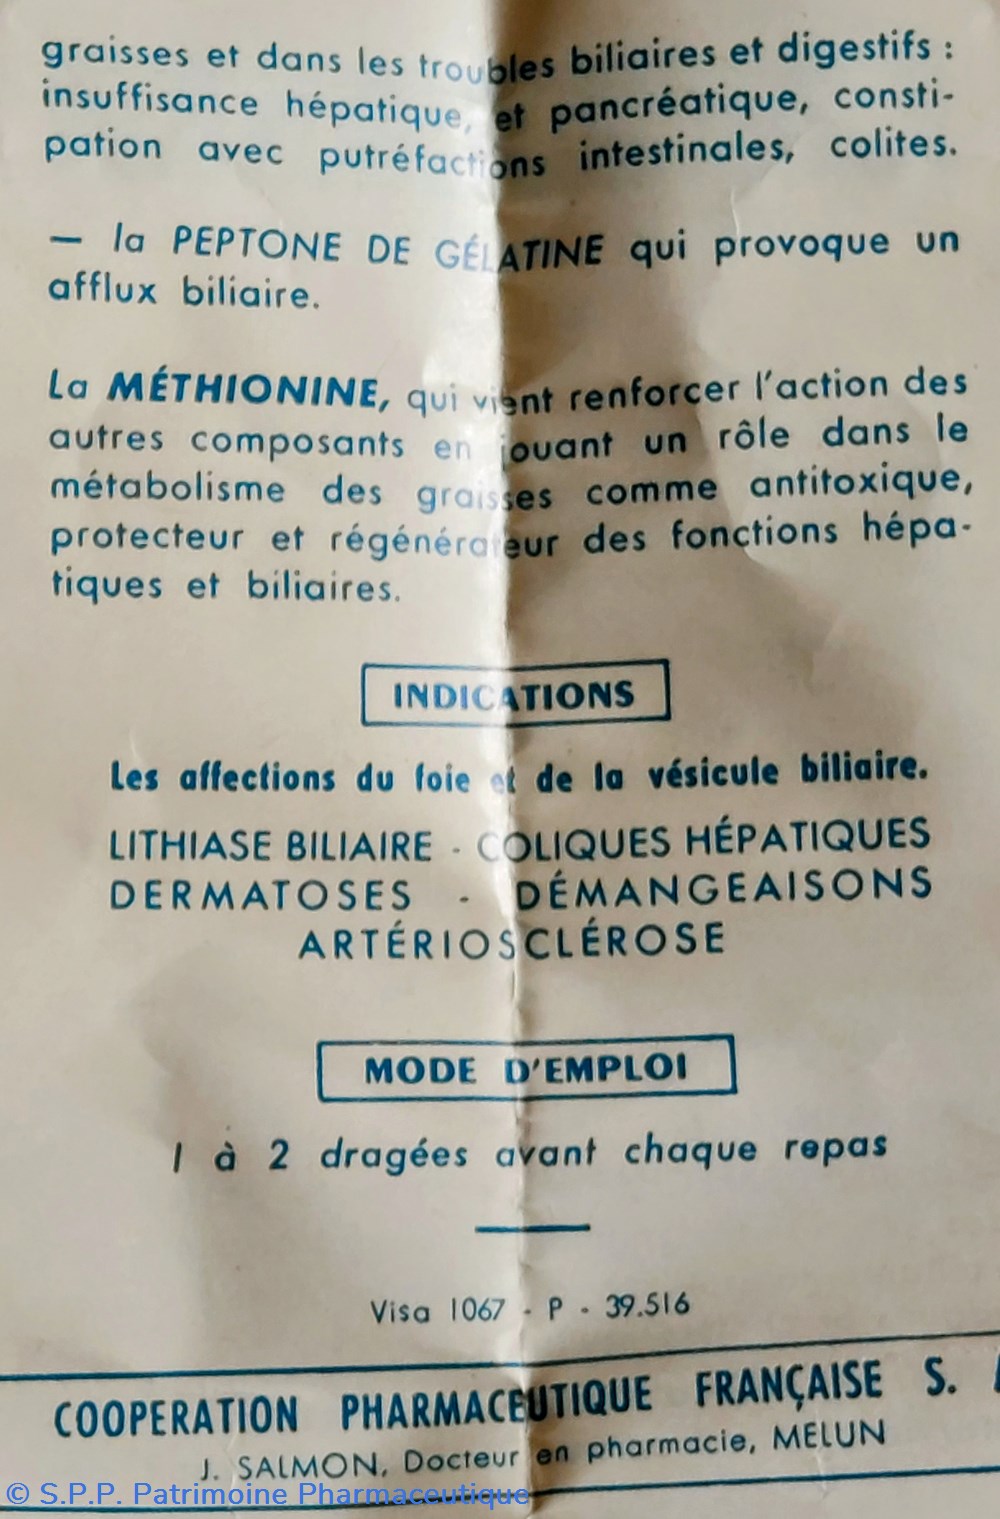 graisses et dans les troubles biliaires et digestifs :
insuffisance hépatique, et pancréatique, consti-
pation avec putréfactions intestinales, colites.
— la PEPTONE DE GÉLATINE qui provoque un
afflux biliaire.
La MÉTHIONINE, qui vient renforcer l'action des
autres composants en jouant un rôle dans le
métabolisme des graisses comme antitoxique,
protecteur et régénérateur des fonctions hépa-
tiques et biliaires.
INDICATIONS
Les affections du foie et de la vésicule biliaire.
LITHIASE BILIAIRE - COLIQUES HÉPATIQUES
DERMATOSES - DÉMANGEAISONS
ARTÉRIOSCLÉROSE
MODE D'EMPLOI
1 à 2 dragées avant chaque repas
Visa 1067 - P - 39.516
COOPERATION PHARMACEUTIQUE FRANÇAISE S.
J. SALMON, Docteur en pharmacie, MELUN
© S.P.P. Patrimoine Pharmaceutique